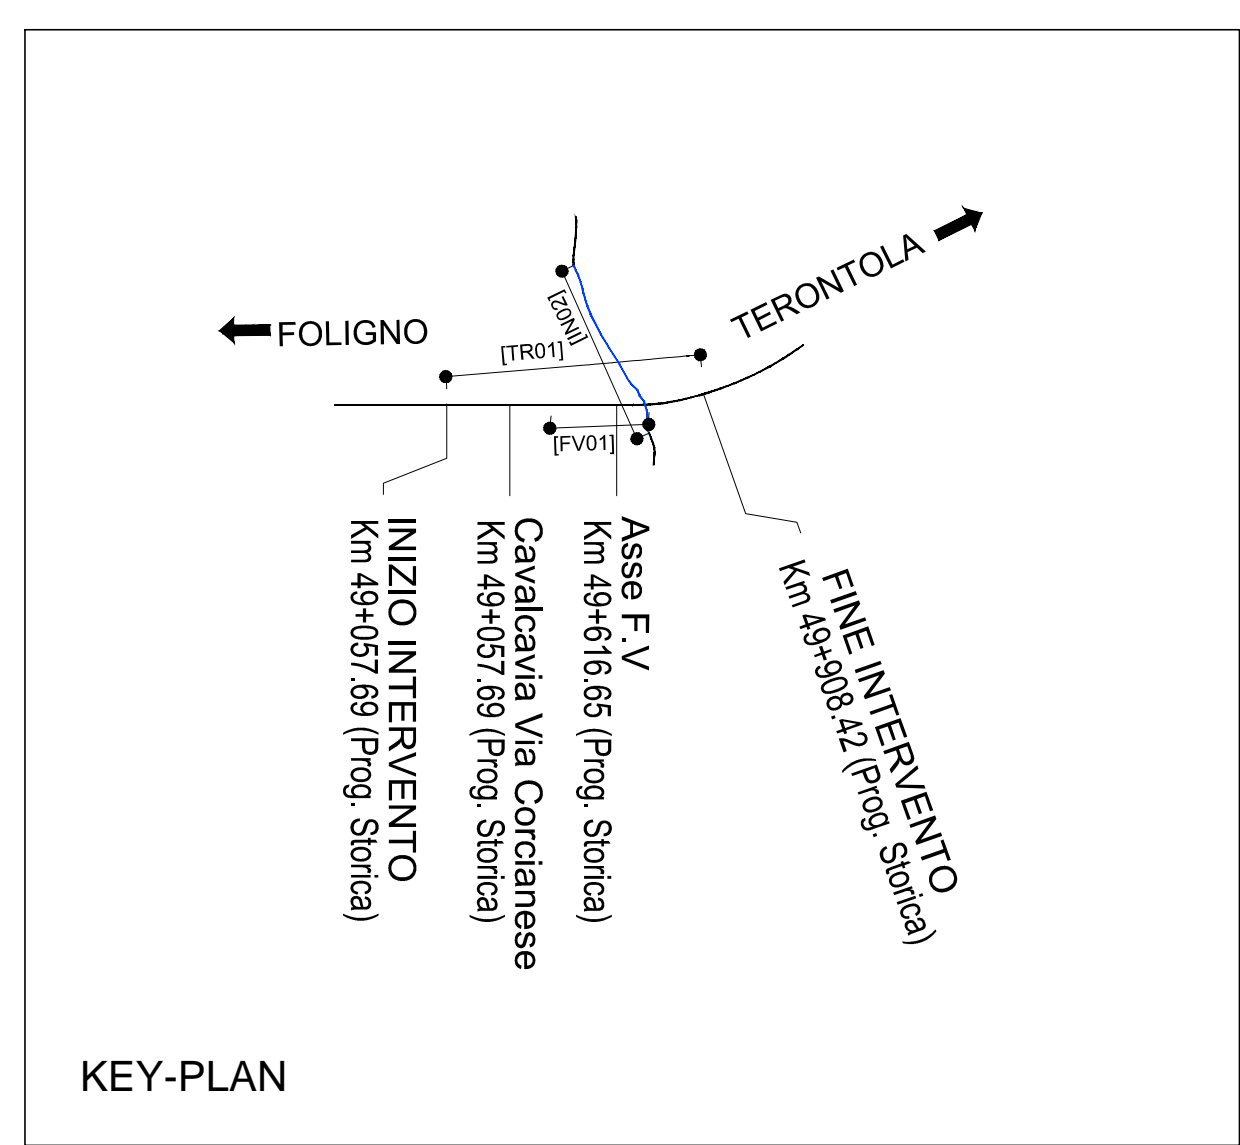 TERONTOLA
FOLIGNO
[IN02]
[TR01]
[FV01]
INIZIO INTERVENTO
Km 49+057.69 (Prog. Storica)
Cavalcavia Via Corcianese
Km 49+057.69 (Prog. Storica)
Asse F.V
Km 49+616.65 (Prog. Storica)
FINE INTERVENTO
Km 49+908.42 (Prog. Storica)
KEY-PLAN